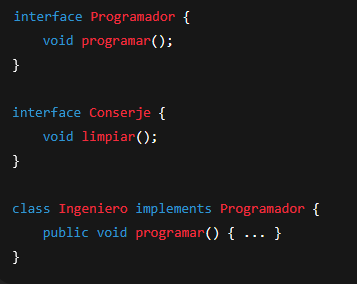 interface Programador {
    void programar();
}

interface Conserje {
    void limpiar();
}

class Ingeniero implements Programador {
    public void programar() { ... }
}